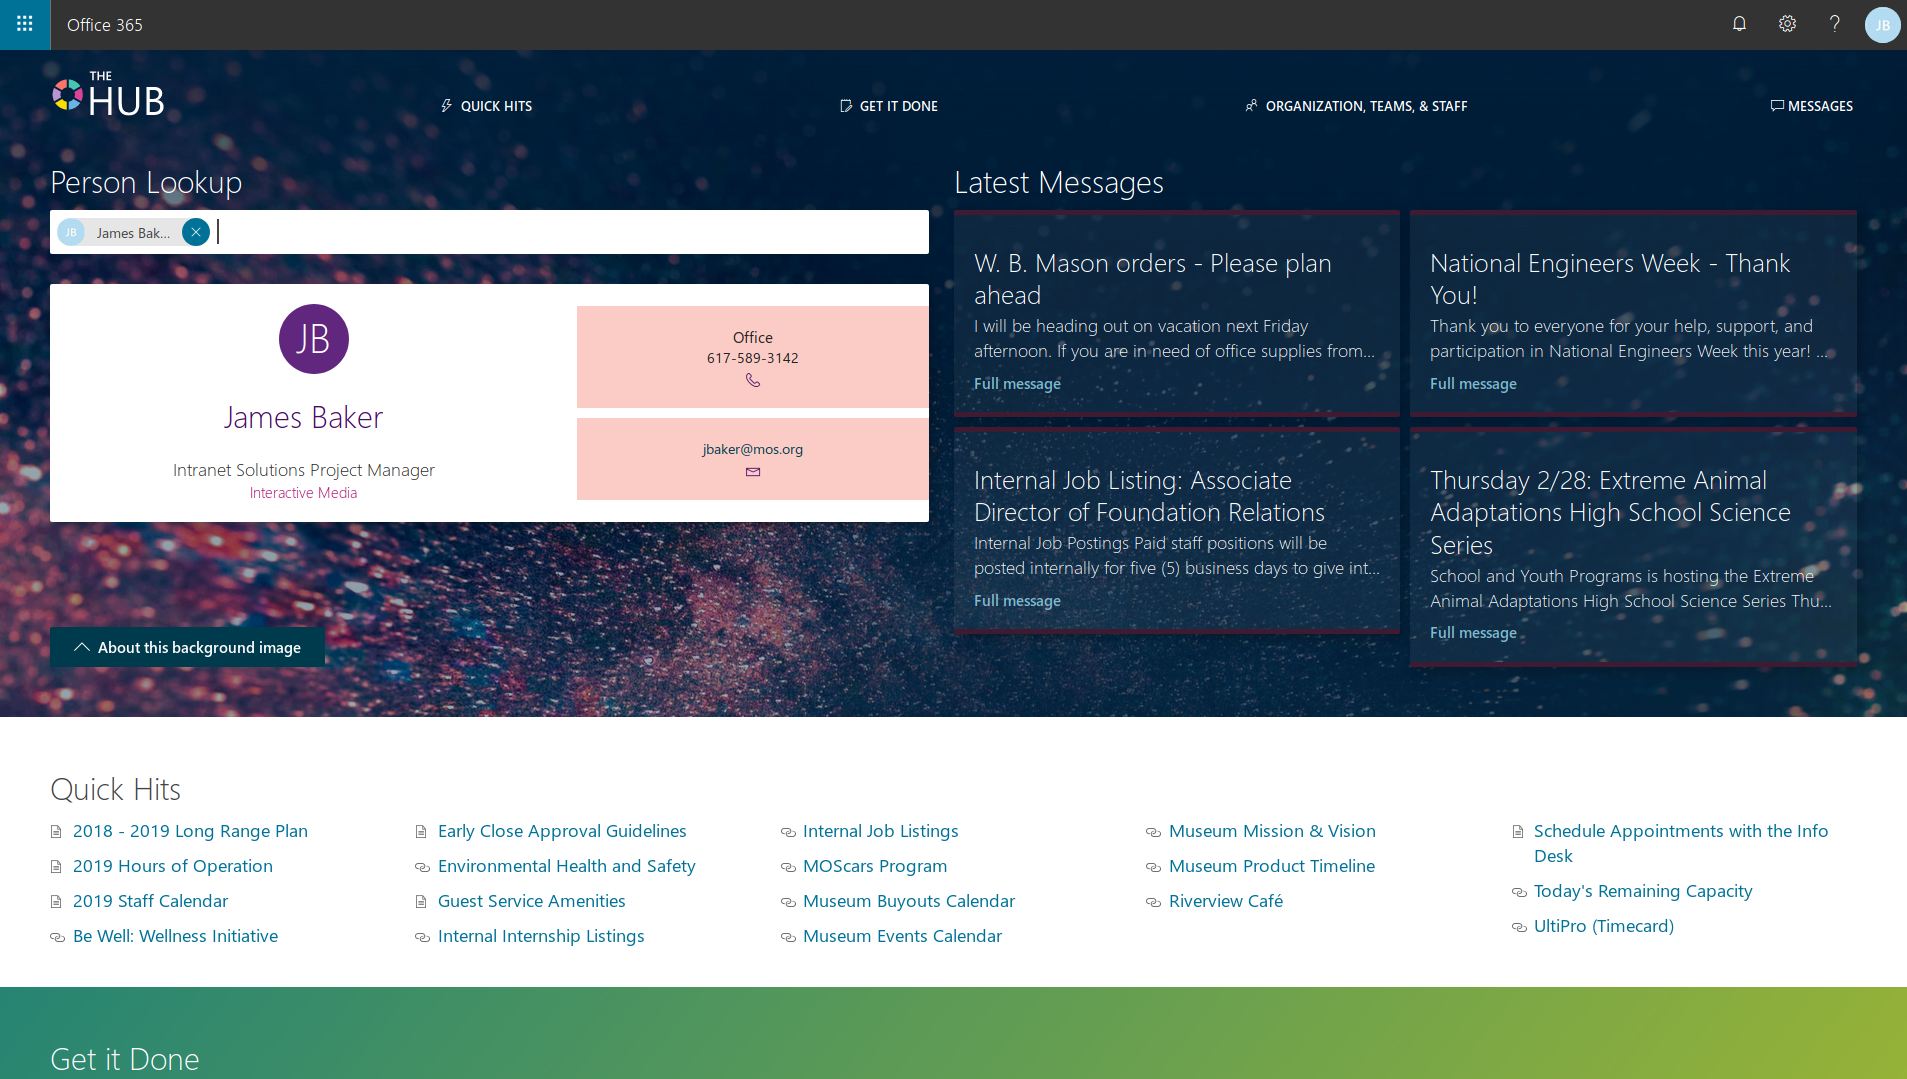 Office 365
JB
THE
HUB
QUICK HITS
GET IT DONE
ORGANIZATION, TEAMS, & STAFF
MESSAGES
Person Lookup
JB
James Bak...
JB
James Baker
Intranet Solutions Project Manager
Interactive Media
Office
617-589-3142
jbaker@mos.org
About this background image
Latest Messages
W. B. Mason orders - Please plan
ahead
I will be heading out on vacation next Friday
afternoon. If you are in need of office supplies from...
Full message
National Engineers Week - Thank
You!
Thank you to everyone for your help, support, and
participation in National Engineers Week this year! ...
Full message
Internal Job Listing: Associate
Director of Foundation Relations
Internal Job Postings Paid staff positions will be
posted internally for five (5) business days to give int...
Full message
Thursday 2/28: Extreme Animal
Adaptations High School Science
Series
School and Youth Programs is hosting the Extreme
Animal Adaptations High School Science Series Thu...
Full message
Quick Hits
2018 - 2019 Long Range Plan
2019 Hours of Operation
2019 Staff Calendar
Be Well: Wellness Initiative
Early Close Approval Guidelines
Environmental Health and Safety
Guest Service Amenities
Internal Internship Listings
Internal Job Listings
MOScars Program
Museum Buyouts Calendar
Museum Events Calendar
Museum Mission & Vision
Museum Product Timeline
Riverview Café
Schedule Appointments with the Info
Desk
Today's Remaining Capacity
UltiPro (Timecard)
Get it Done